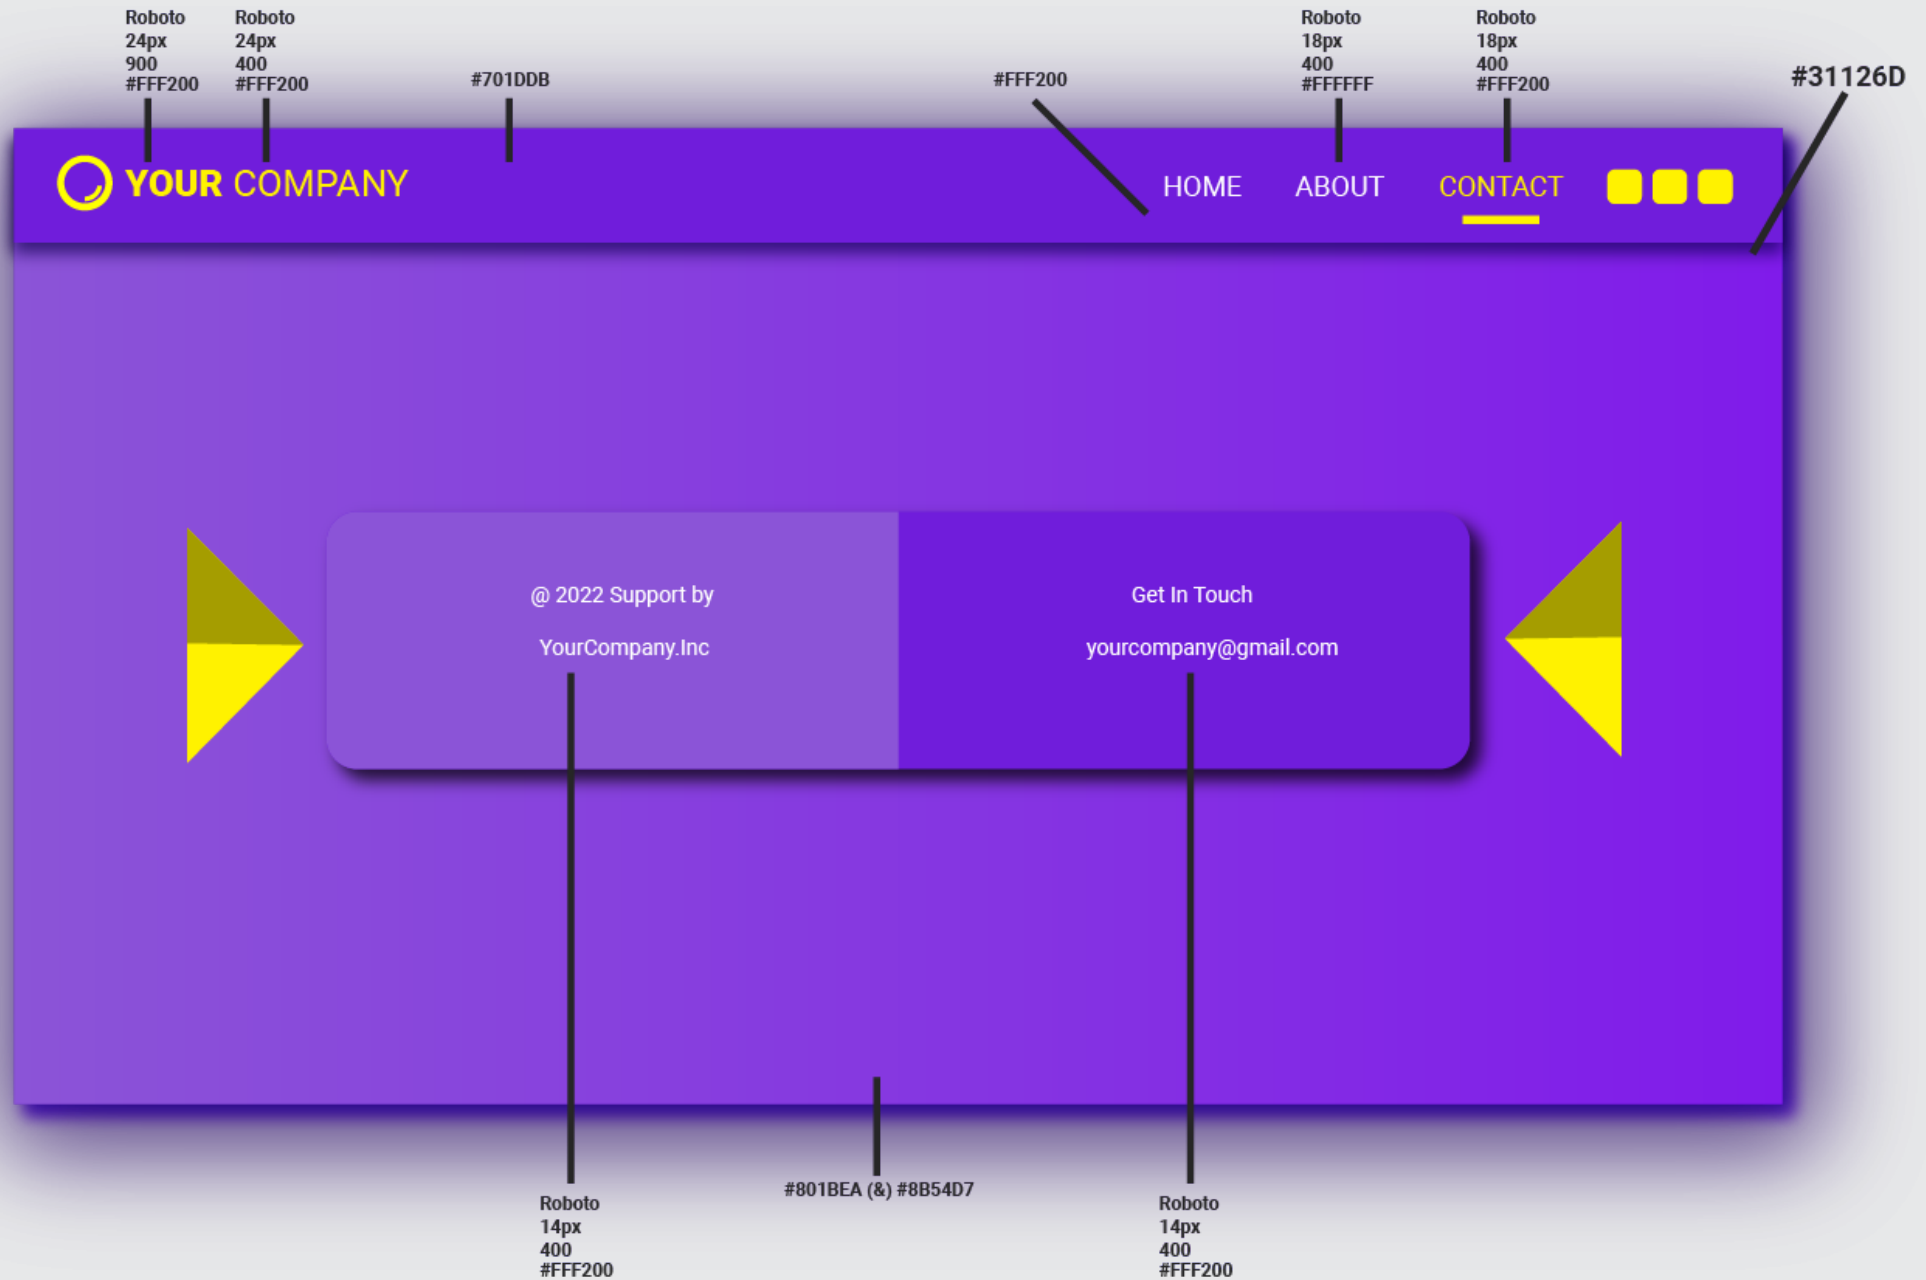 Roboto
24px
900
#FFF200
Roboto
24px
400
#FFF200
#701DDB
#FFF200
Roboto
18px
400
#FFFFFF
Roboto
18px
400
#FFF200
#31126D
YOUR COMPANY
HOME
ABOUT
CONTACT
@ 2022 Support by
YourCompany.Inc
Get In Touch
yourcompany@gmail.com
Roboto
14px
400
#FFF200
#801BEA (&) #8B54D7
Roboto
14px
400
#FFF200